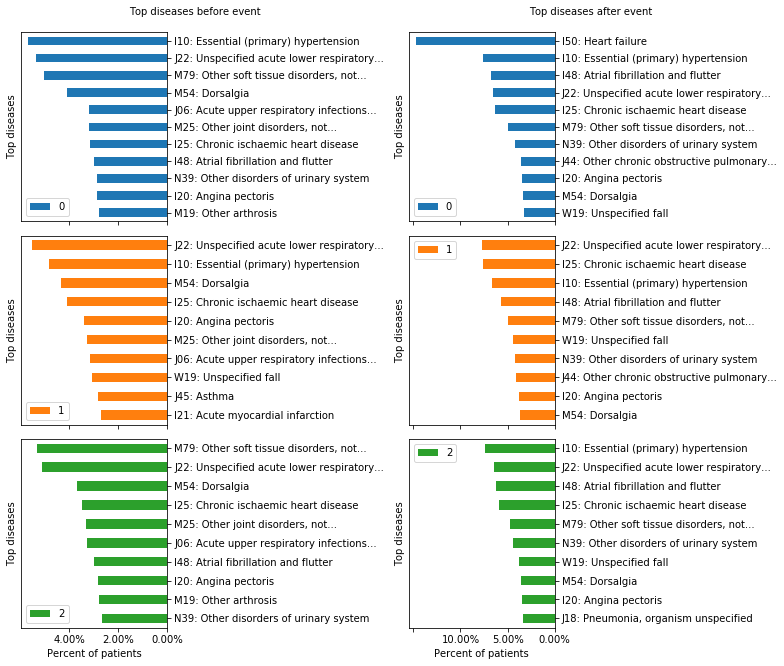 Top diseases before event
Top diseases
I10: Essential (primary) hypertension
J22: Unspecified acute lower respiratory...
M79: Other soft tissue disorders, not...
M54: Dorsalgia
J06: Acute upper respiratory infections...
M25: Other joint disorders, not...
I25: Chronic ischaemic heart disease
I48: Atrial fibrillation and flutter
N39: Other disorders of urinary system
I20: Angina pectoris
M19: Other arthrosis
0
Top diseases
J22: Unspecified acute lower respiratory...
I10: Essential (primary) hypertension
M54: Dorsalgia
I25: Chronic ischaemic heart disease
I20: Angina pectoris
M25: Other joint disorders, not...
J06: Acute upper respiratory infections...
W19: Unspecified fall
J45: Asthma
I21: Acute myocardial infarction
1
Top diseases
M79: Other soft tissue disorders, not...
J22: Unspecified acute lower respiratory...
M54: Dorsalgia
I25: Chronic ischaemic heart disease
M25: Other joint disorders, not...
J06: Acute upper respiratory infections...
I48: Atrial fibrillation and flutter
I20: Angina pectoris
M19: Other arthrosis
N39: Other disorders of urinary system
2
4.00% 2.00% 0.00%
Percent of patients
Top diseases after event
Top diseases
I50: Heart failure
I10: Essential (primary) hypertension
I48: Atrial fibrillation and flutter
J22: Unspecified acute lower respiratory...
I25: Chronic ischaemic heart disease
M79: Other soft tissue disorders, not...
N39: Other disorders of urinary system
J44: Other chronic obstructive pulmonary...
I20: Angina pectoris
M54: Dorsalgia
W19: Unspecified fall
0
Top diseases
J22: Unspecified acute lower respiratory...
I25: Chronic ischaemic heart disease
I10: Essential (primary) hypertension
I48: Atrial fibrillation and flutter
M79: Other soft tissue disorders, not...
W19: Unspecified fall
N39: Other disorders of urinary system
J44: Other chronic obstructive pulmonary...
I20: Angina pectoris
M54: Dorsalgia
1
Top diseases
I10: Essential (primary) hypertension
J22: Unspecified acute lower respiratory...
I48: Atrial fibrillation and flutter
I25: Chronic ischaemic heart disease
M79: Other soft tissue disorders, not...
N39: Other disorders of urinary system
W19: Unspecified fall
M54: Dorsalgia
I20: Angina pectoris
J18: Pneumonia, organism unspecified
2
10.00% 5.00% 0.00%
Percent of patients